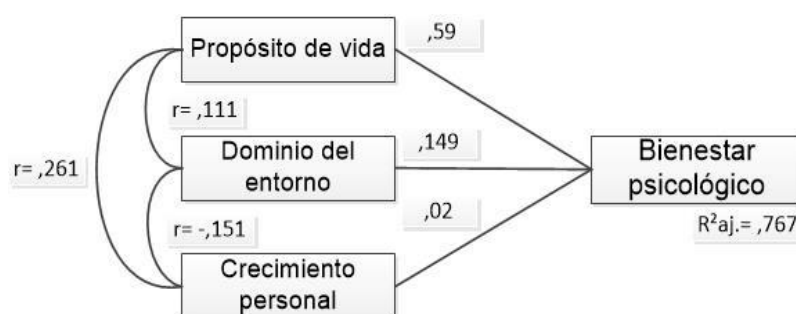 Propósito de vida
,59
r= ,111
Dominio del
entorno
,149
Bienestar
psicológico
r= ,261
,02
R²aj.= ,767
r= -,151
Crecimiento
personal